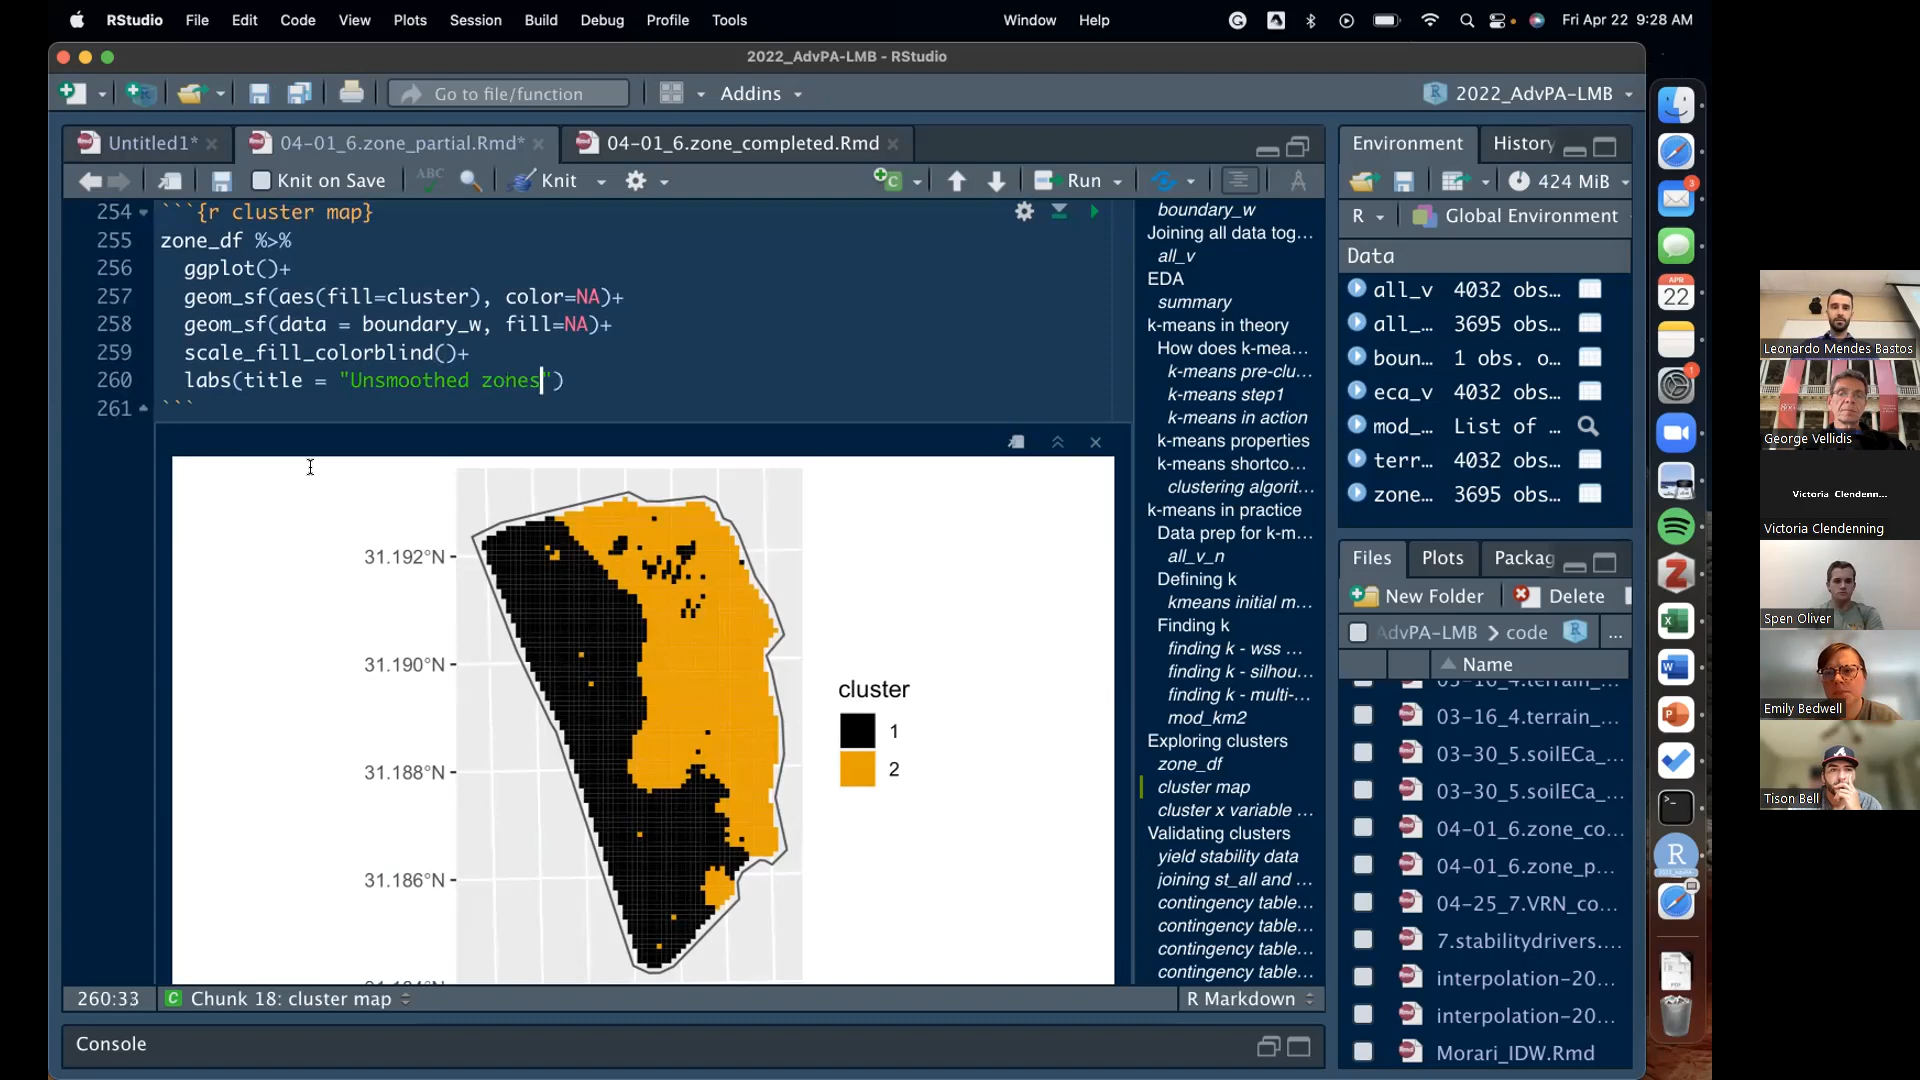 RStudio File Edit Code View Plots Session Build Debug Profile Tools Window Help Fri Apr 22 9:28 AM
2022_AdvPA-LMB - RStudio
Go to file/function Addins 2022_AdvPA-LMB
Untitled1* 04-01_6.zone_partial.Rmd* 04-01_6.zone_completed.Rmd
ABC Knit on Save Knit Run
254 ```{r cluster map}
255 zone_df %>%
256 ggplot()+
257 geom_sf(aes(fill=cluster), color=NA)+
258 geom_sf(data = boundary_w, fill=NA)+
259 scale_fill_colorblind()+
260 labs(title = "Unsmoothed zones")
261 ```
31.192°N
31.190°N
31.188°N
31.186°N
cluster
1
2
260:33 Chunk 18: cluster map R Markdown
Console
boundary_w
Joining all data tog...
all_v
EDA
summary
k-means in theory
How does k-mea...
k-means pre-clu...
k-means step1
k-means in action
k-means properties
k-means shortco...
clustering algorit...
k-means in practice
Data prep for k-m...
all_v_n
Defining k
kmeans initial m...
Finding k
finding k - wss ...
finding k - silhou...
finding k - multi-...
mod_km2
Exploring clusters
zone_df
cluster map
cluster x variable ...
Validating clusters
yield stability data
joining st_all and ...
contingency table...
contingency table...
contingency table...
contingency table...
Environment History
424 MiB
R Global Environment
Data
all_v 4032 obs...
all_... 3695 obs...
boun... 1 obs. o...
eca_v 4032 obs...
mod_... List of ...
terr... 4032 obs...
zone... 3695 obs...
Files Plots Packag
New Folder Delete
AdvPA-LMB code R ...
Name
03-16_4.terrain_...
03-16_4.terrain_...
03-30_5.soilECa_...
03-30_5.soilECa_...
04-01_6.zone_co...
04-01_6.zone_p...
04-25_7.VRN_co...
7.stabilitydrivers....
interpolation-20...
interpolation-20...
Morari_IDW.Rmd
3
APR
22
1
Leonardo Mendes Bastos
George Vellidis
Victoria Clendenn...
Victoria Clendenning
Spen Oliver
Emily Bedwell
Tison Bell